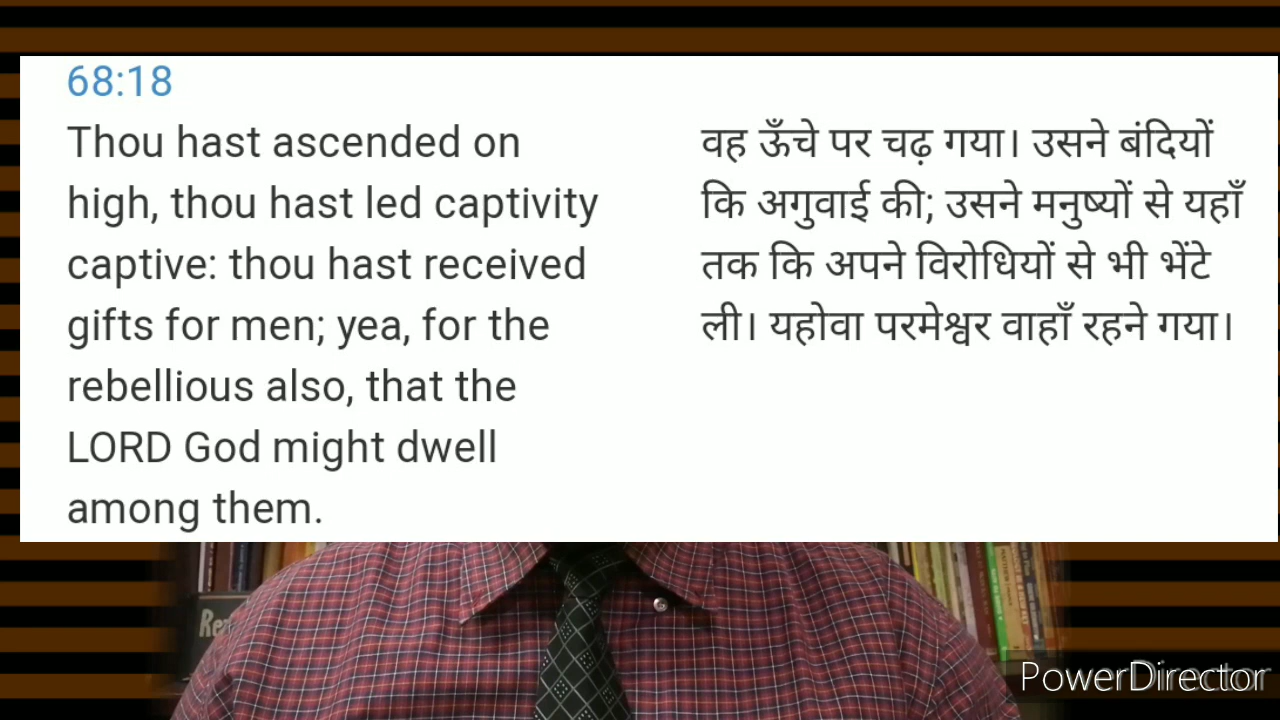 68:18
Thou hast ascended on
high, thou hast led captivity
captive: thou hast received
gifts for men; yea, for the
rebellious also, that the
LORD God might dwell
among them.
वह ऊँचे पर चढ़ गया। उसने बंदियों
कि अगुवाई की; उसने मनुष्यों से यहाँ
तक कि अपने विरोधियों से भी भेंटे
ली। यहोवा परमेश्वर वाहाँ रहने गया।
PowerDirector